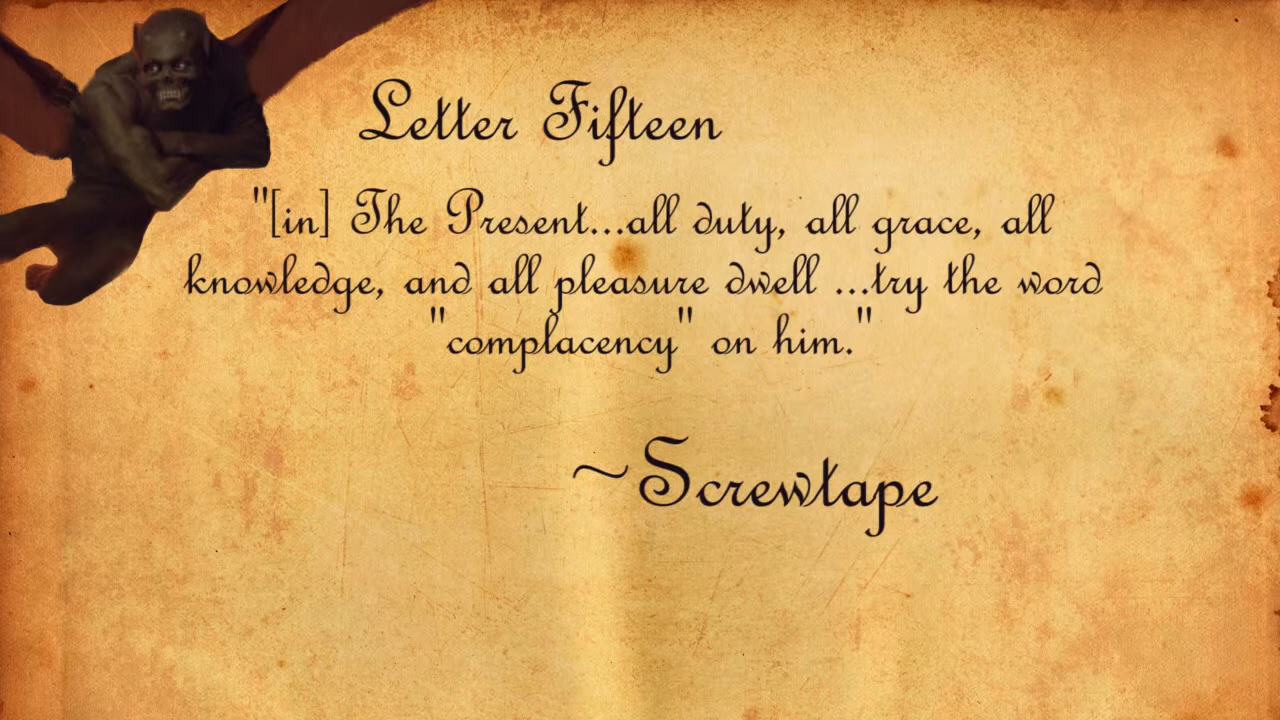 Letter Fifteen
"[in] The Present...all duty, all grace, all
knowledge, and all pleasure dwell ...try the word
"complacency" on him."
~Screwtape